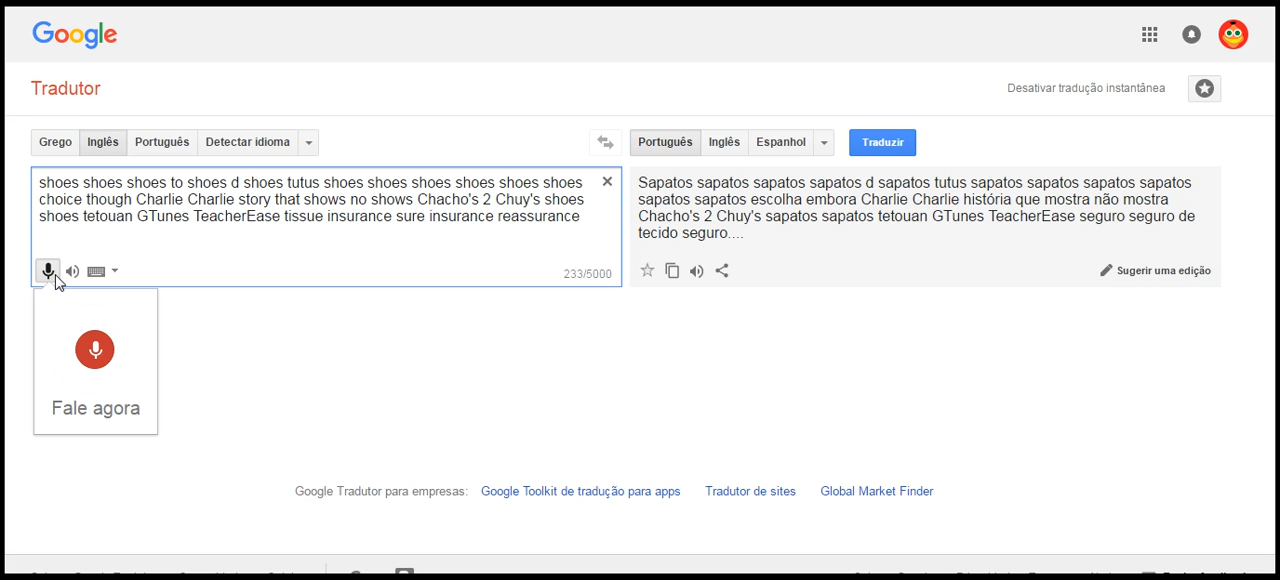 Google
Tradutor
Desativar tradução instantânea
Grego Inglês Português Detectar idioma
Português Inglês Espanhol Traduzir
shoes shoes shoes to shoes d shoes tutus shoes shoes shoes shoes shoes shoes
choice though Charlie Charlie story that shows no shows Chacho's 2 Chuy's shoes
shoes tetouan GTunes TeacherEase tissue insurance sure insurance reassurance
233/5000
Sapatos sapatos sapatos sapatos d sapatos tutus sapatos sapatos sapatos sapatos
sapatos sapatos escolha embora Charlie Charlie história que mostra não mostra
Chacho's 2 Chuy's sapatos sapatos tetouan GTunes TeacherEase seguro seguro de
tecido seguro....
Sugerir uma edição
Fale agora
Google Tradutor para empresas: Google Toolkit de tradução para apps Tradutor de sites Global Market Finder